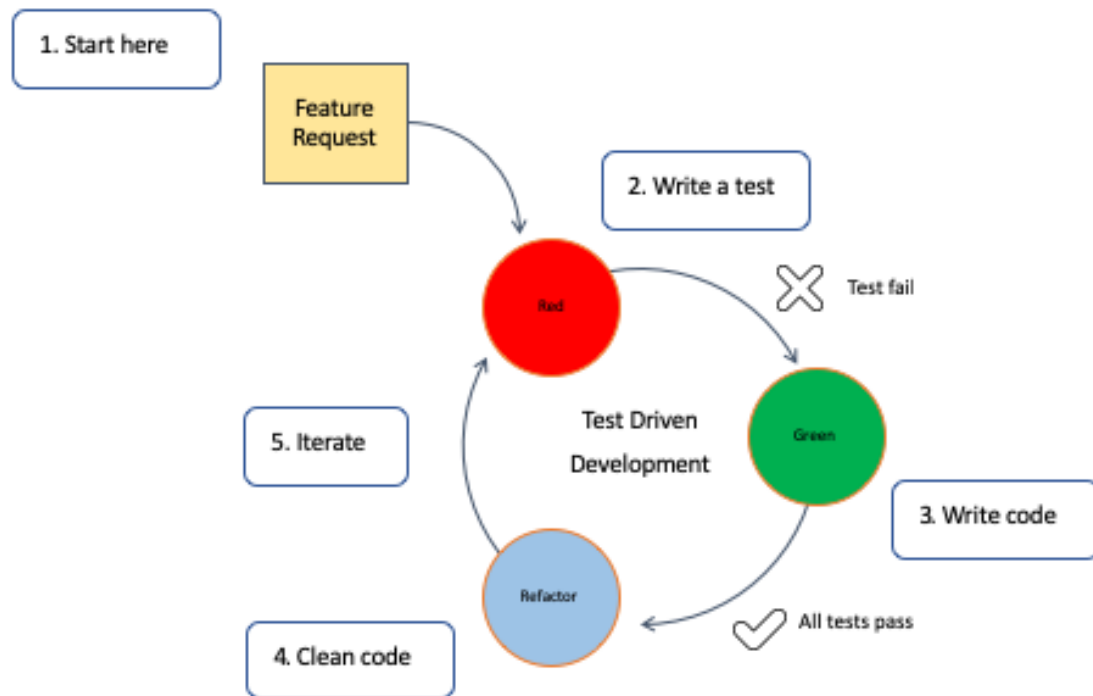 1. Start here
Feature
Request
2. Write a test
Red
Test fail
5. Iterate
Test Driven
Development
Green
3. Write code
Refactor
All tests pass
4. Clean code